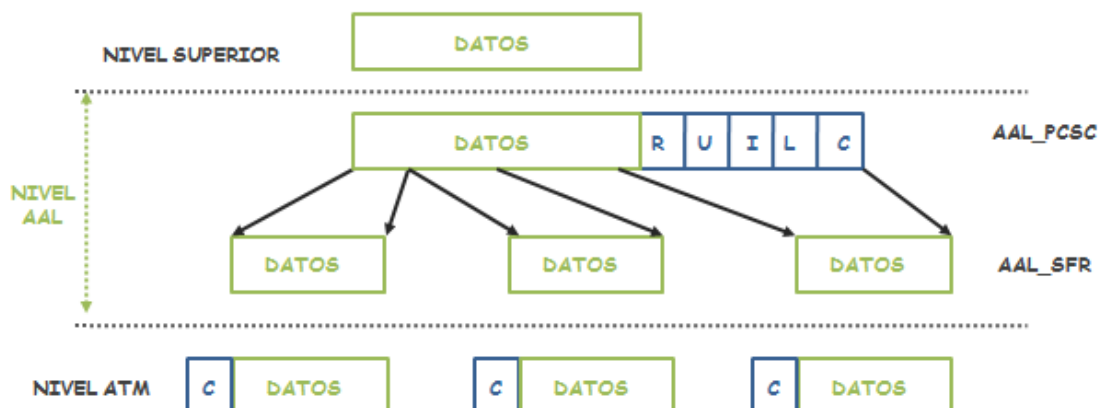 DATOS
NIVEL SUPERIOR
DATOS R U I L C
AAL_PCSC
NIVEL
AAL
DATOS DATOS DATOS
AAL_SFR
NIVEL ATM C DATOS C DATOS C DATOS